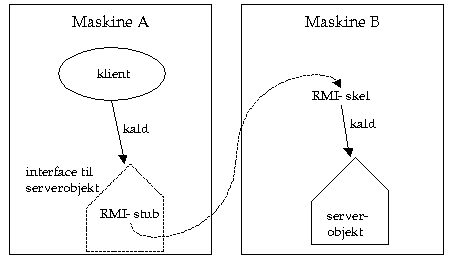 Maskine A
klient
kald
interface til
serverobjekt
RMI-stub
Maskine B
RMI-skel
kald
server-
objekt